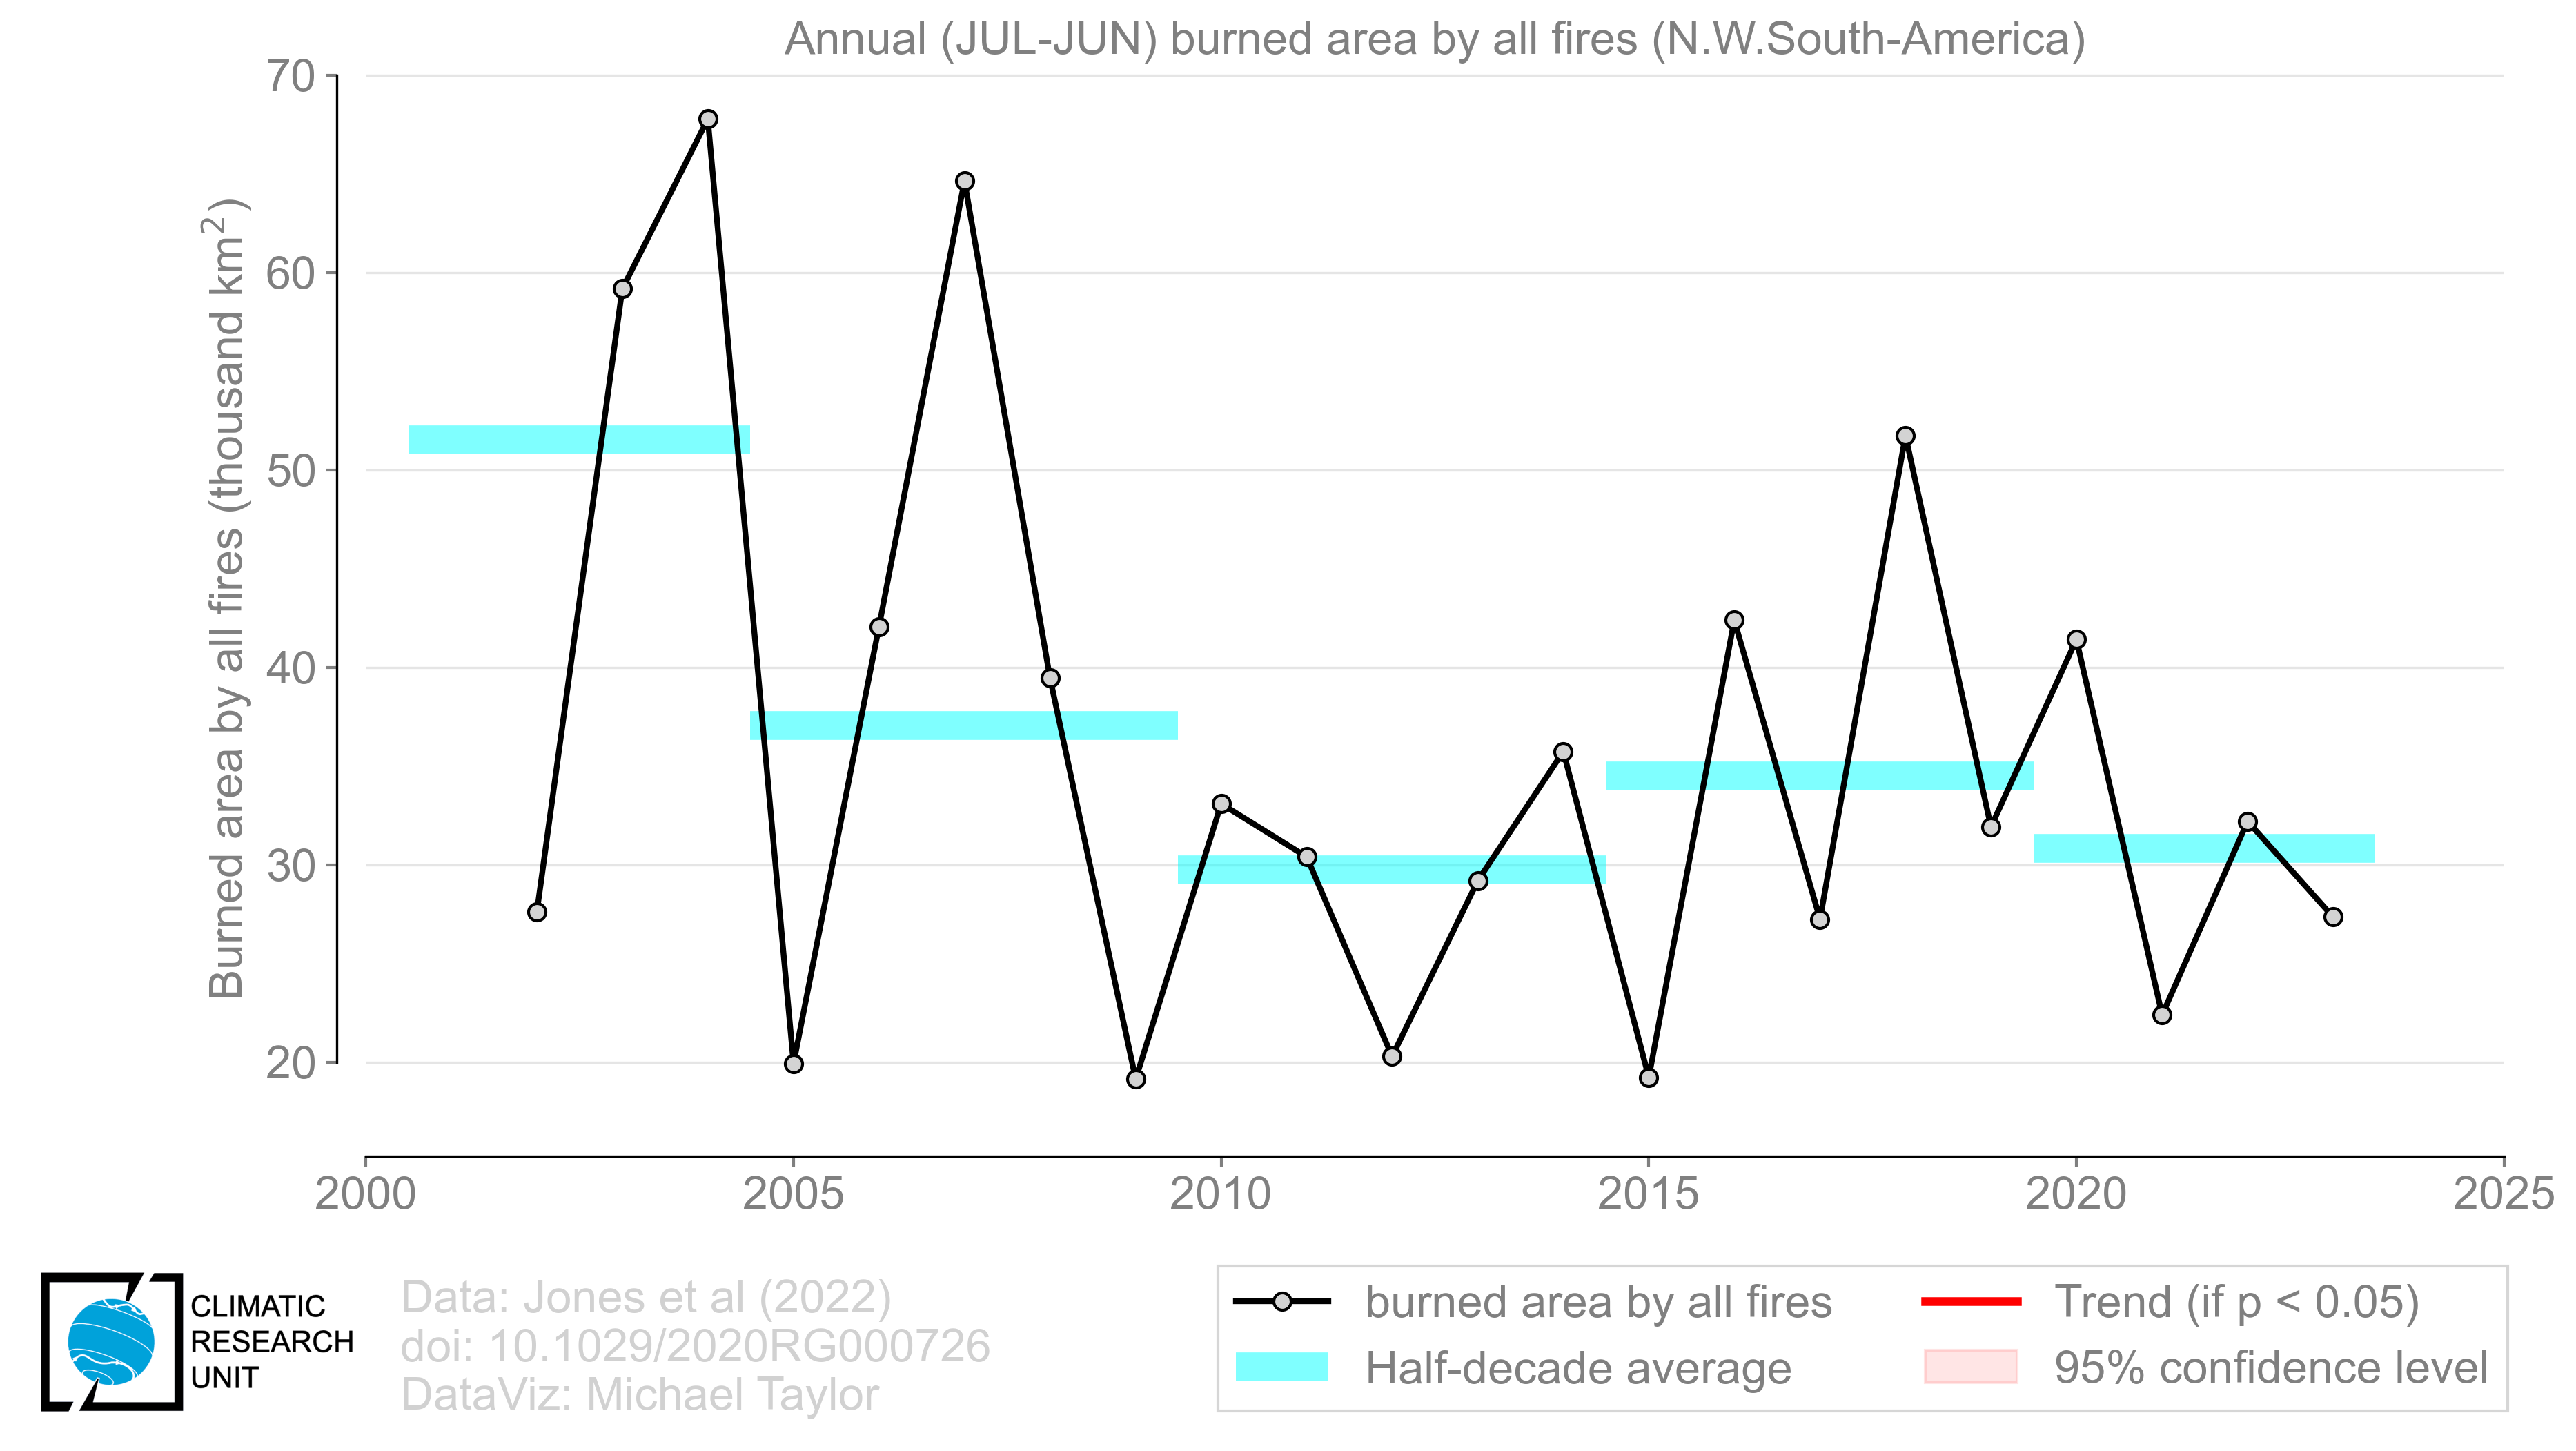 Annual (JUL-JUN) burned area by all fires (N.W.South-America)
Burned area by all fires (thousand km²)
70
60
50
40
30
20
2000 2005 2010 2015 2020 2025
CLIMATIC
RESEARCH
UNIT
Data: Jones et al (2022)
doi: 10.1029/2020RG000726
DataViz: Michael Taylor
burned area by all fires
Half-decade average
Trend (if p < 0.05)
95% confidence level